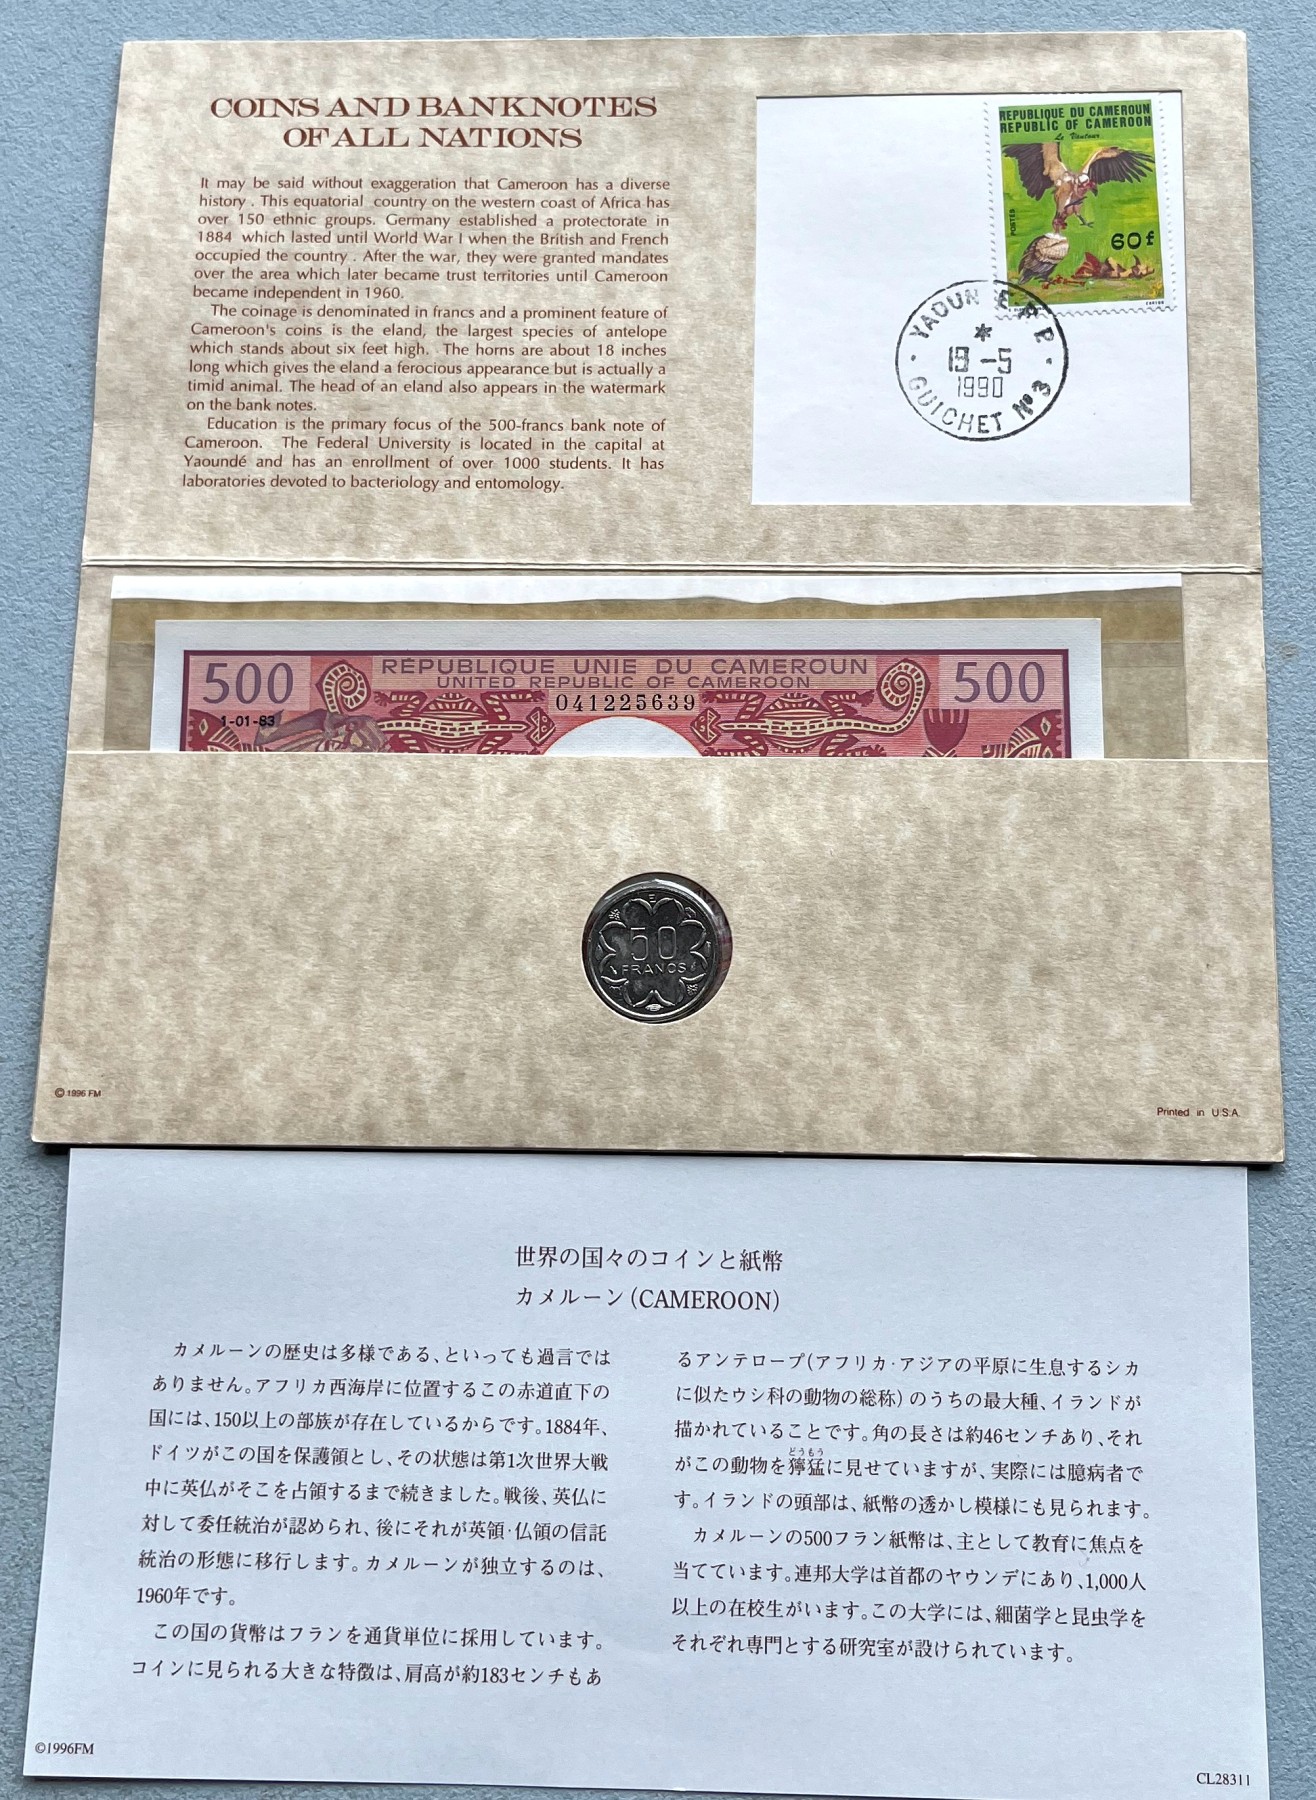 COINS AND BANKNOTES
OF ALL NATIONS
It may be said without exaggeration that Cameroon has a diverse
history . This equatorial country on the western coast of Africa has
over 150 ethnic groups. Germany established a protectorate in
1884 which lasted until World War I when the British and French
occupied the country . After the war, they were granted mandates
over the area which later became trust territories until Cameroon
became independent in 1960.
The coinage is denominated in francs and a prominent feature of
Cameroon's coins is the eland, the largest species of antelope
which stands about six feet high. The horns are about 18 inches
long which gives the eland a ferocious appearance but is actually a
timid animal. The head of an eland also appears in the watermark
on the bank notes.
Education is the primary focus of the 500-francs bank note of
Cameroon. The Federal University is located in the capital at
Yaoundé and has an enrollment of over 1000 students. It has
laboratories devoted to bacteriology and entomology.
REPUBLIQUE DU CAMEROUN
REPUBLIC OF CAMEROON
Le Vautour
POSTES
60f
YAOUN E R P
19 -5
1990
GUICHET Nº 3
500
RÉPUBLIQUE UNIE DU CAMEROUN
UNITED REPUBLIC OF CAMEROON
500
041225639
1-01-83
E
50
FRANCS
© 1996 FM
Printed in U.S.A.
世界の国々のコインと紙幣
カメルーン(CAMEROON)
カメルーンの歴史は多様である、といっても過言では
ありません。アフリカ西海岸に位置するこの赤道直下の
国には、150以上の部族が存在しているからです。1884年、
ドイツがこの国を保護領とし、その状態は第1次世界大戦
中に英仏がそこを占領するまで続きました。戦後、英仏に
対して委任統治が認められ、後にそれが英領・仏領の信託
統治の形態に移行します。カメルーンが独立するのは、
1960年です。
この国の貨幣はフランを通貨単位に採用しています。
コインに見られる大きな特徴は、肩高が約183センチもあ
るアンテロープ(アフリカ・アジアの平原に生息するシカ
に似たウシ科の動物の総称)のうちの最大種、イランドが
描かれていることです。角の長さは約46センチあり、それ
どうもう
がこの動物を獰猛に見せていますが、実際には臆病者で
す。イランドの頭部は、紙幣の透かし模様にも見られます。
カメルーンの500フラン紙幣は、主として教育に焦点を
当てています。連邦大学は首都のヤウンデにあり、1,000人
以上の在校生がいます。この大学には、細菌学と昆虫学を
それぞれ専門とする研究室が設けられています。
©1996FM
CL28311